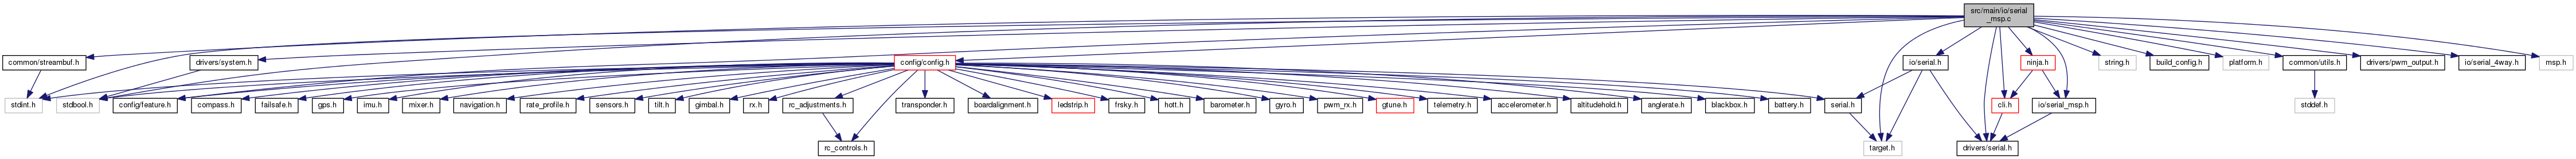 src/main/io/serial
_msp.c
common/streambuf.h
drivers/system.h
config/config.h
io/serial.h
ninja.h
string.h
build_config.h
platform.h
common/utils.h
drivers/pwm_output.h
io/serial_4way.h
msp.h
stdint.h
stdbool.h
config/feature.h
compass.h
failsafe.h
gps.h
imu.h
mixer.h
navigation.h
rate_profile.h
sensors.h
tilt.h
gimbal.h
rx.h
rc_adjustments.h
transponder.h
boardalignment.h
ledstrip.h
frsky.h
hott.h
barometer.h
gyro.h
pwm_rx.h
gtune.h
telemetry.h
accelerometer.h
altitudehold.h
anglerate.h
blackbox.h
battery.h
serial.h
cli.h
io/serial_msp.h
stddef.h
rc_controls.h
target.h
drivers/serial.h